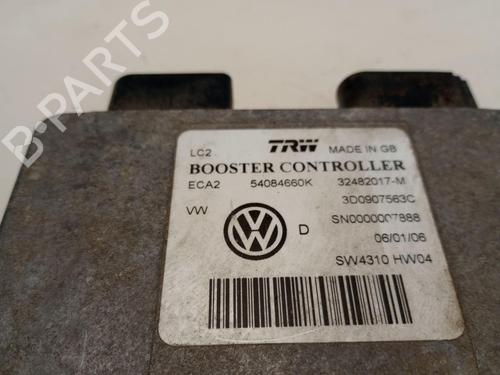 B-PARTS
TRW MADE IN GB
LC2
BOOSTER CONTROLLER
ECA2 54084660K 32482017-M
3D0907563C
VW SN0000007888
D
06/01/06
SW4310 HW04